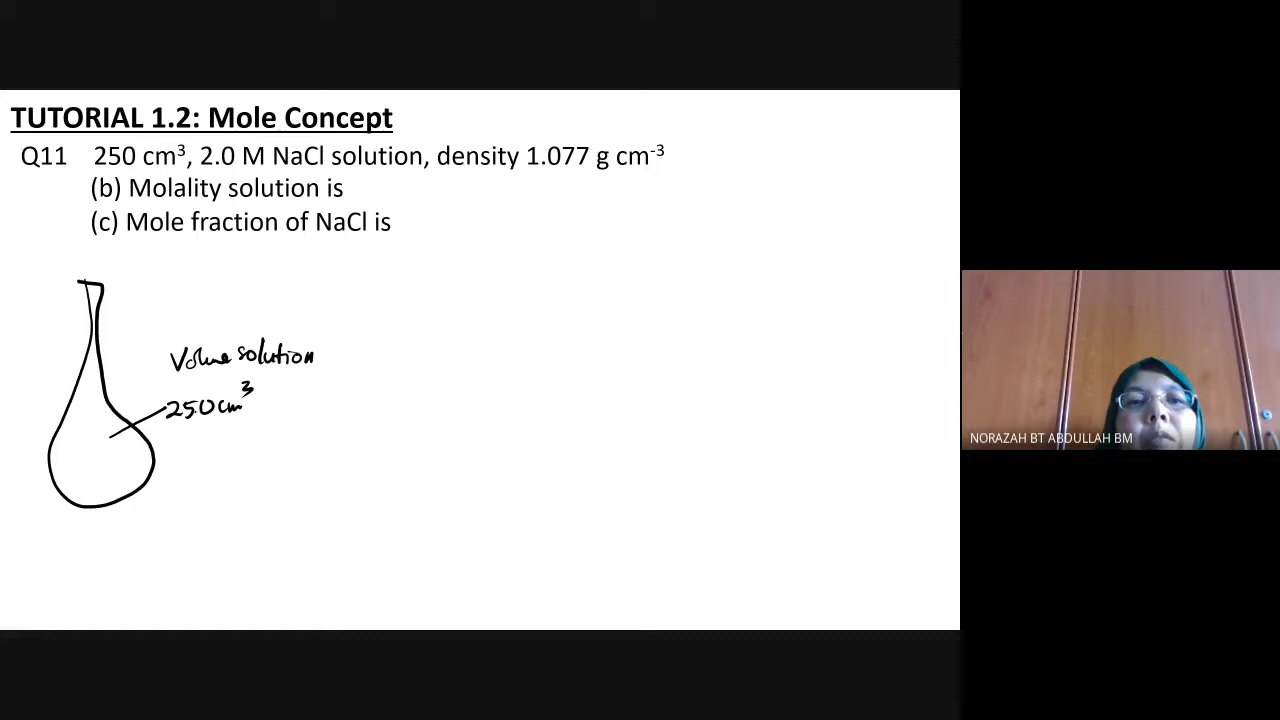 TUTORIAL 1.2: Mole Concept
Q11 250 cm³, 2.0 M NaCl solution, density 1.077 g cm⁻³
(b) Molality solution is
(c) Mole fraction of NaCl is
Volume solution
250 cm³
NORAZAH BT ABDULLAH BM